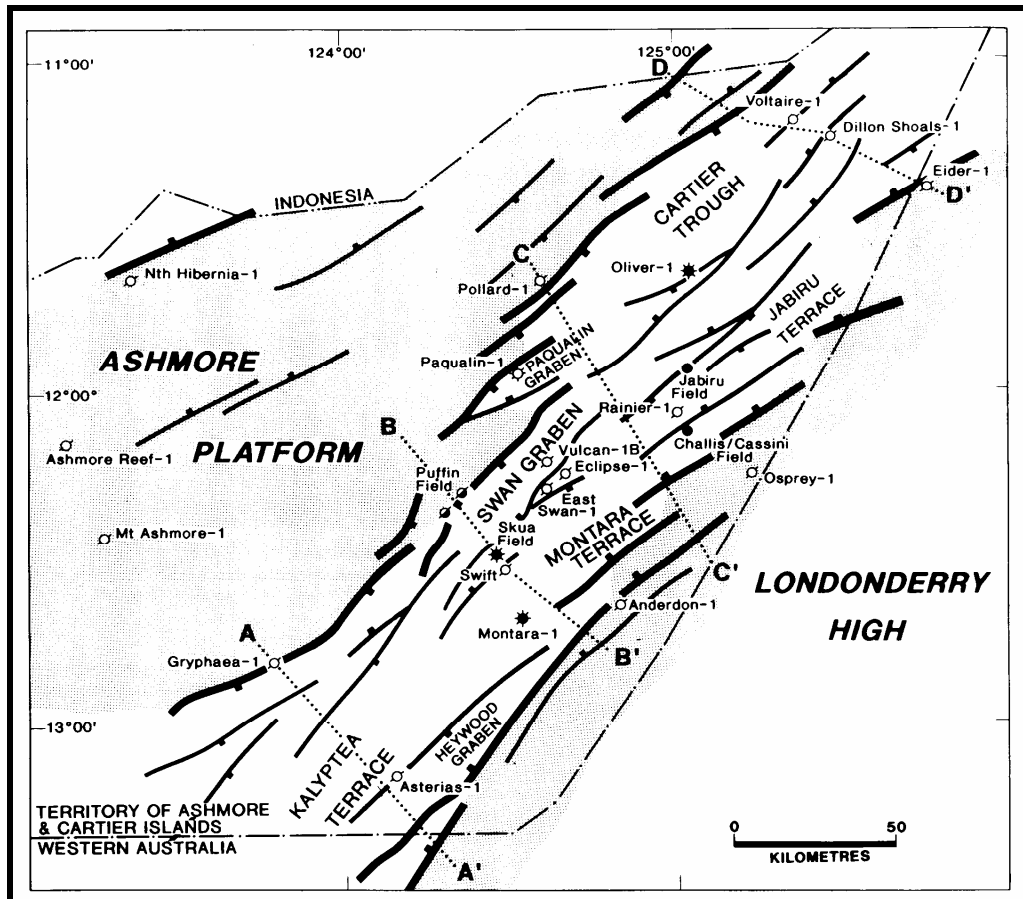 124°00'
125°00'
11°00'
D
Voltaire-1
Dillon Shoals-1
Eider-1
D'
INDONESIA
CARTIER
TROUGH
C
Nth Hibernia-1
Oliver-1
Pollard-1
JABIRU
TERRACE
ASHMORE
Paqualin-1
PAQUALIN
GRABEN
12°00'
Jabiru
Field
Rainier-1
B
PLATFORM
Ashmore Reef-1
Challis/Cassini
Field
Vulcan-1B
Eclipse-1
Osprey-1
Puffin
Field
SWAN GRABEN
East
Swan-1
Mt Ashmore-1
Skua
Field
MONTARA
TERRACE
Swift
C'
LONDONDERRY
HIGH
Anderdon-1
A
Montara-1
B'
Gryphaea-1
13°00'
HEYWOOD
GRABEN
KALYPTEA
TERRACE
Asterias-1
TERRITORY OF ASHMORE
& CARTIER ISLANDS
WESTERN AUSTRALIA
A'
0
50
KILOMETRES